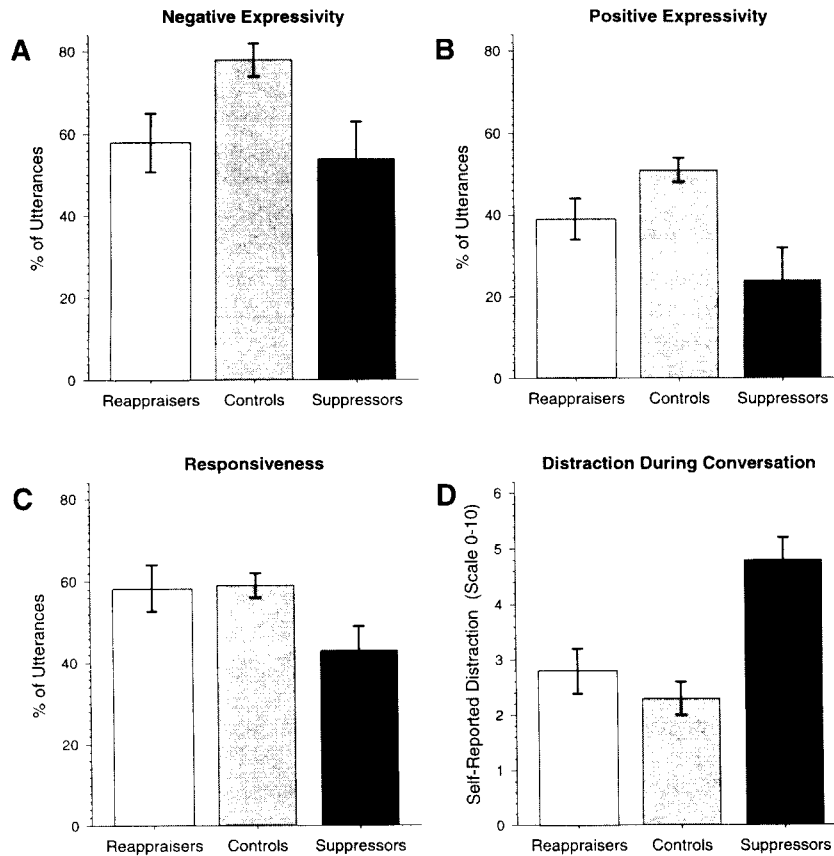 Negative Expressivity
A
% of Utterances
80
60
40
20
0
Reappraisers Controls Suppressors
Positive Expressivity
B
% of Utterances
80
60
40
20
0
Reappraisers Controls Suppressors
Responsiveness
C
% of Utterances
80
60
40
20
0
Reappraisers Controls Suppressors
Distraction During Conversation
D
Self-Reported Distraction (Scale 0-10)
6
5
4
3
2
1
0
Reappraisers Controls Suppressors